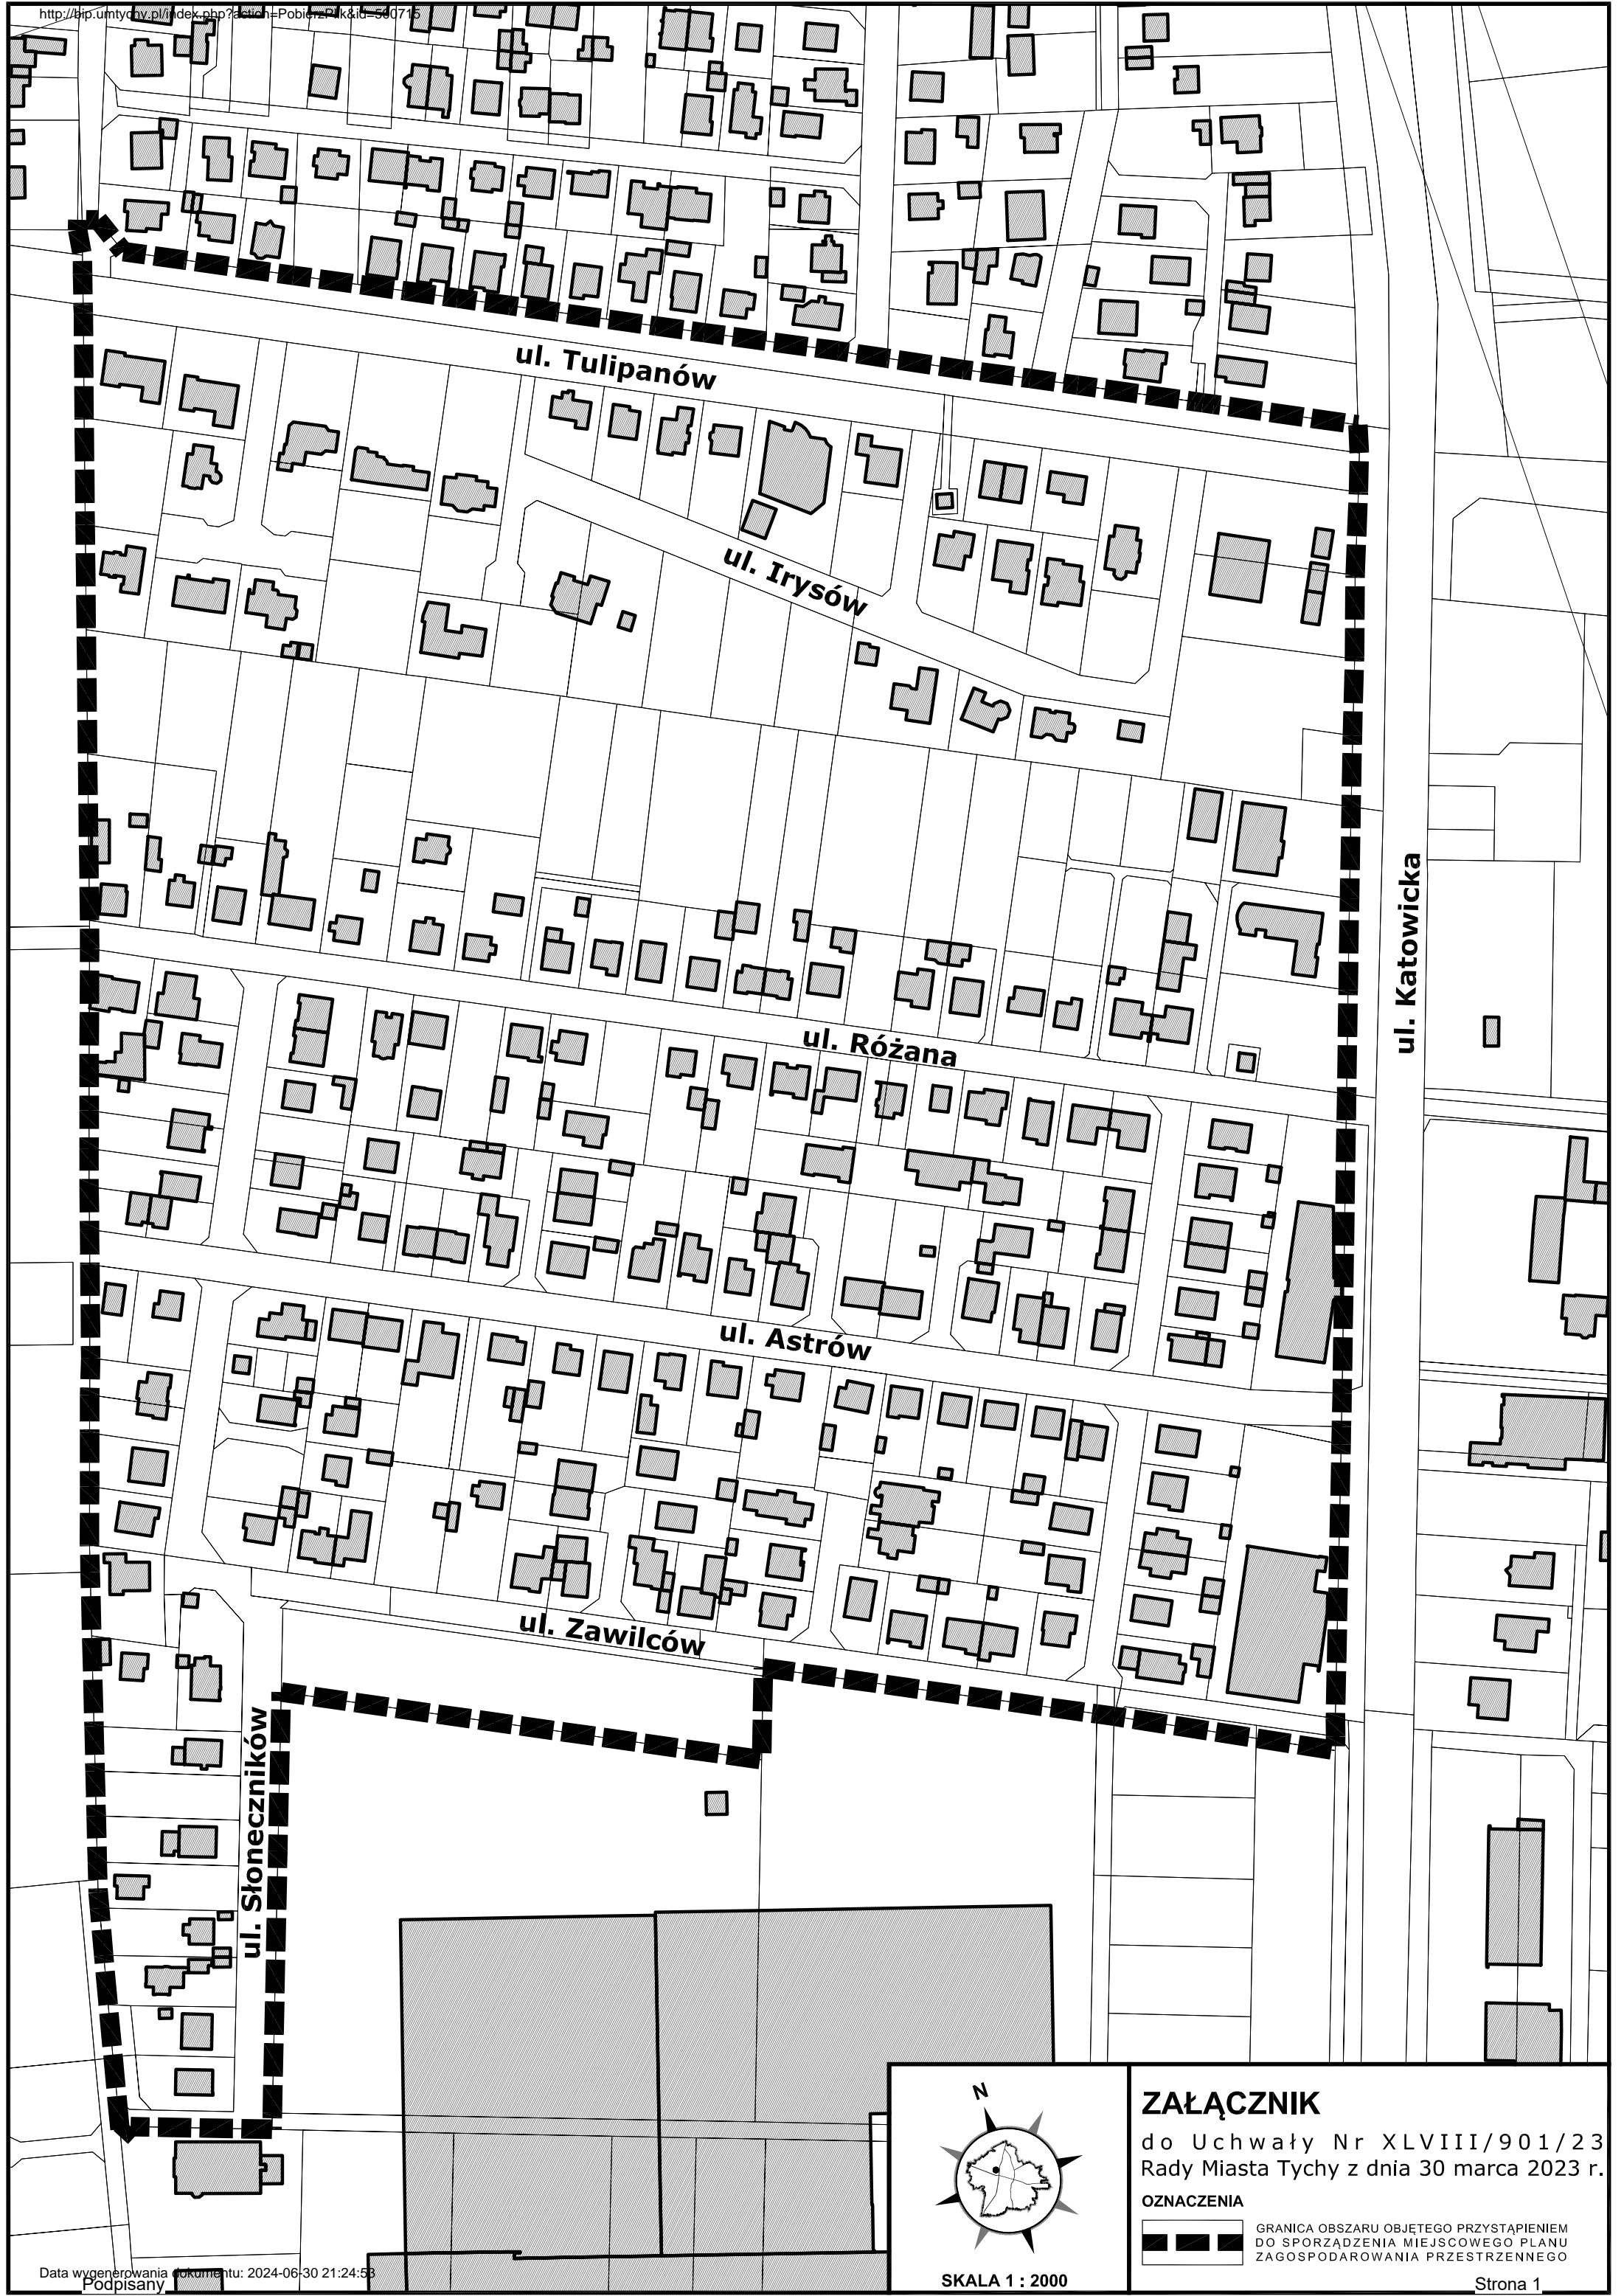 http://bip.umtychy.pl/index.php?action=PobierzPlik&id=560715
ul. Tulipanów
ul. Irysów
ul. Katowicka
ul. Różana
ul. Astrów
ul. Zawilców
ul. Słoneczników
N
SKALA 1 : 2000
ZAŁĄCZNIK
do Uchwały Nr XLVIII/901/23
Rady Miasta Tychy z dnia 30 marca 2023 r.
OZNACZENIA
GRANICA OBSZARU OBJĘTEGO PRZYSTĄPIENIEM
DO SPORZĄDZENIA MIEJSCOWEGO PLANU
ZAGOSPODAROWANIA PRZESTRZENNEGO
Data wygenerowania dokumentu: 2024-06-30 21:24:53
Podpisany
Strona 1